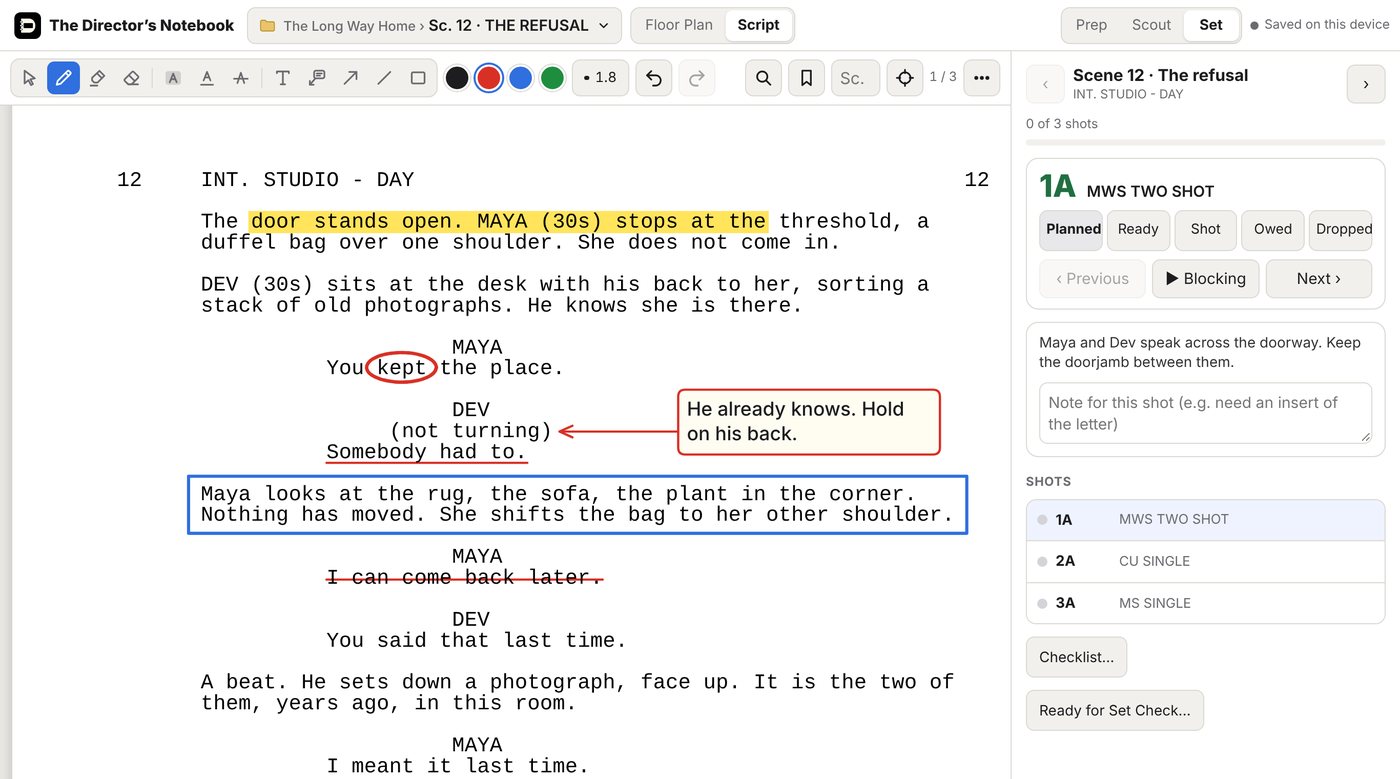 The Director's Notebook
The Long Way Home › Sc. 12 · THE REFUSAL
Floor Plan
Script
Prep
Scout
Set
Saved on this device
A
A
A
T
• 1.8
Sc.
1 / 3
•••
12 INT. STUDIO - DAY 12
The door stands open. MAYA (30s) stops at the threshold, a
duffel bag over one shoulder. She does not come in.
DEV (30s) sits at the desk with his back to her, sorting a
stack of old photographs. He knows she is there.
MAYA
You kept the place.
DEV
(not turning)
Somebody had to.
He already knows. Hold
on his back.
Maya looks at the rug, the sofa, the plant in the corner.
Nothing has moved. She shifts the bag to her other shoulder.
MAYA
I can come back later.
DEV
You said that last time.
A beat. He sets down a photograph, face up. It is the two of
them, years ago, in this room.
MAYA
I meant it last time.
‹
Scene 12 · The refusal
INT. STUDIO - DAY
›
0 of 3 shots
1A MWS TWO SHOT
Planned
Ready
Shot
Owed
Dropped
‹ Previous
▶ Blocking
Next ›
Maya and Dev speak across the doorway. Keep
the doorjamb between them.
Note for this shot (e.g. need an insert of
the letter)
SHOTS
1A MWS TWO SHOT
2A CU SINGLE
3A MS SINGLE
Checklist...
Ready for Set Check...